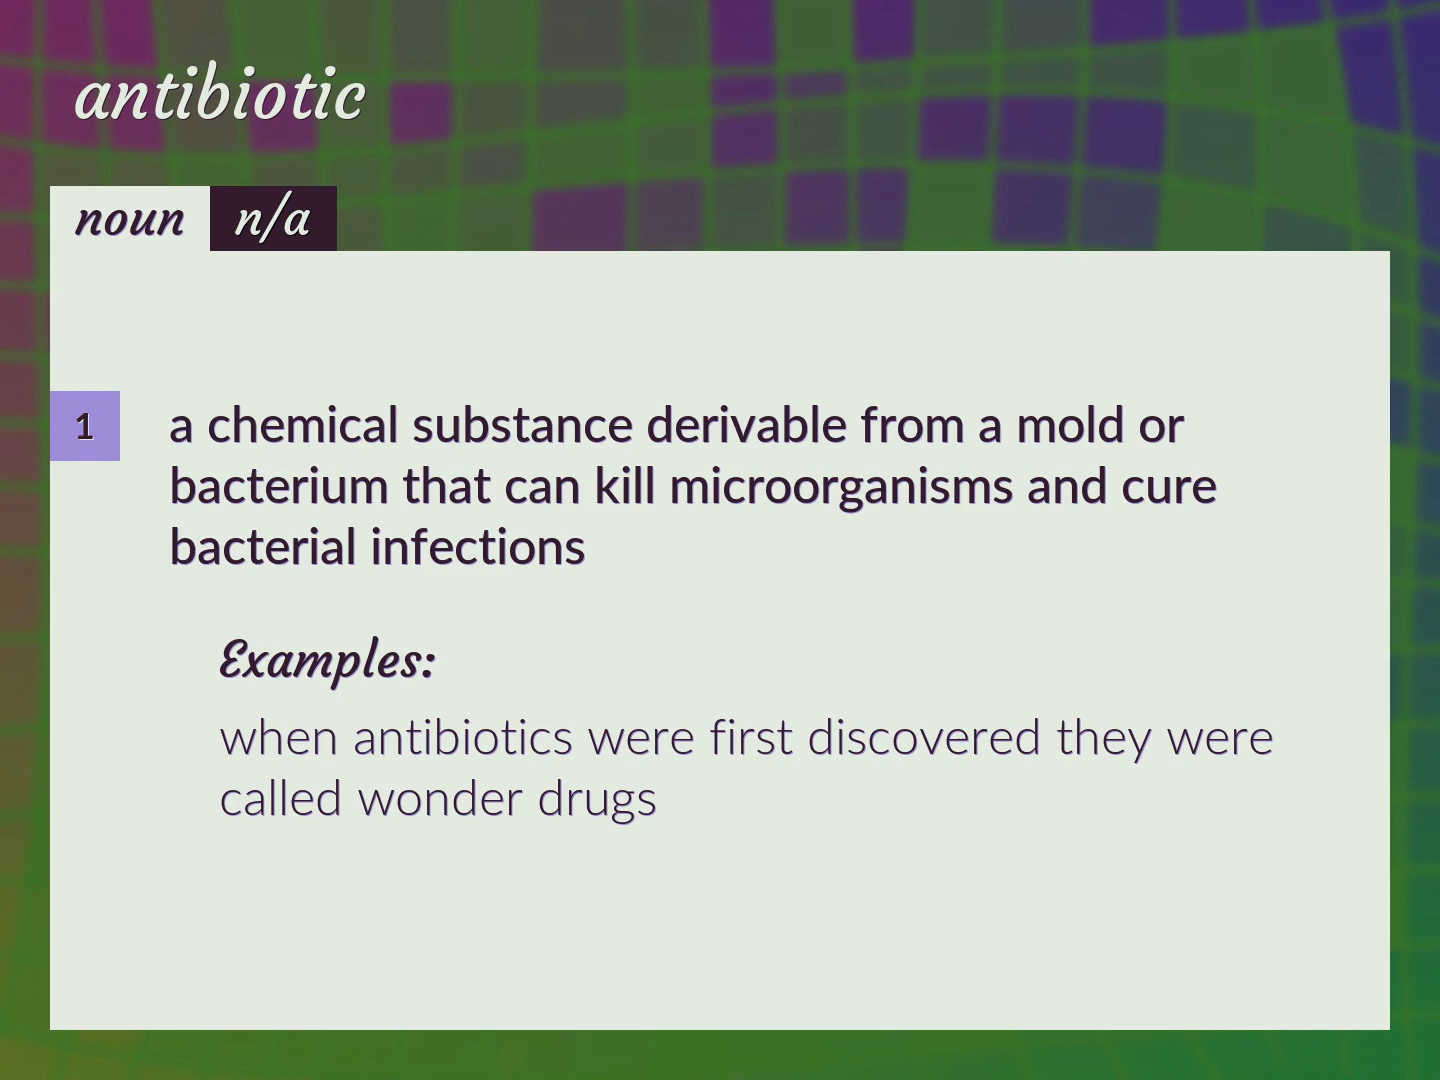 antibiotic
noun n/a
1 a chemical substance derivable from a mold or
bacterium that can kill microorganisms and cure
bacterial infections
Examples:
when antibiotics were first discovered they were
called wonder drugs